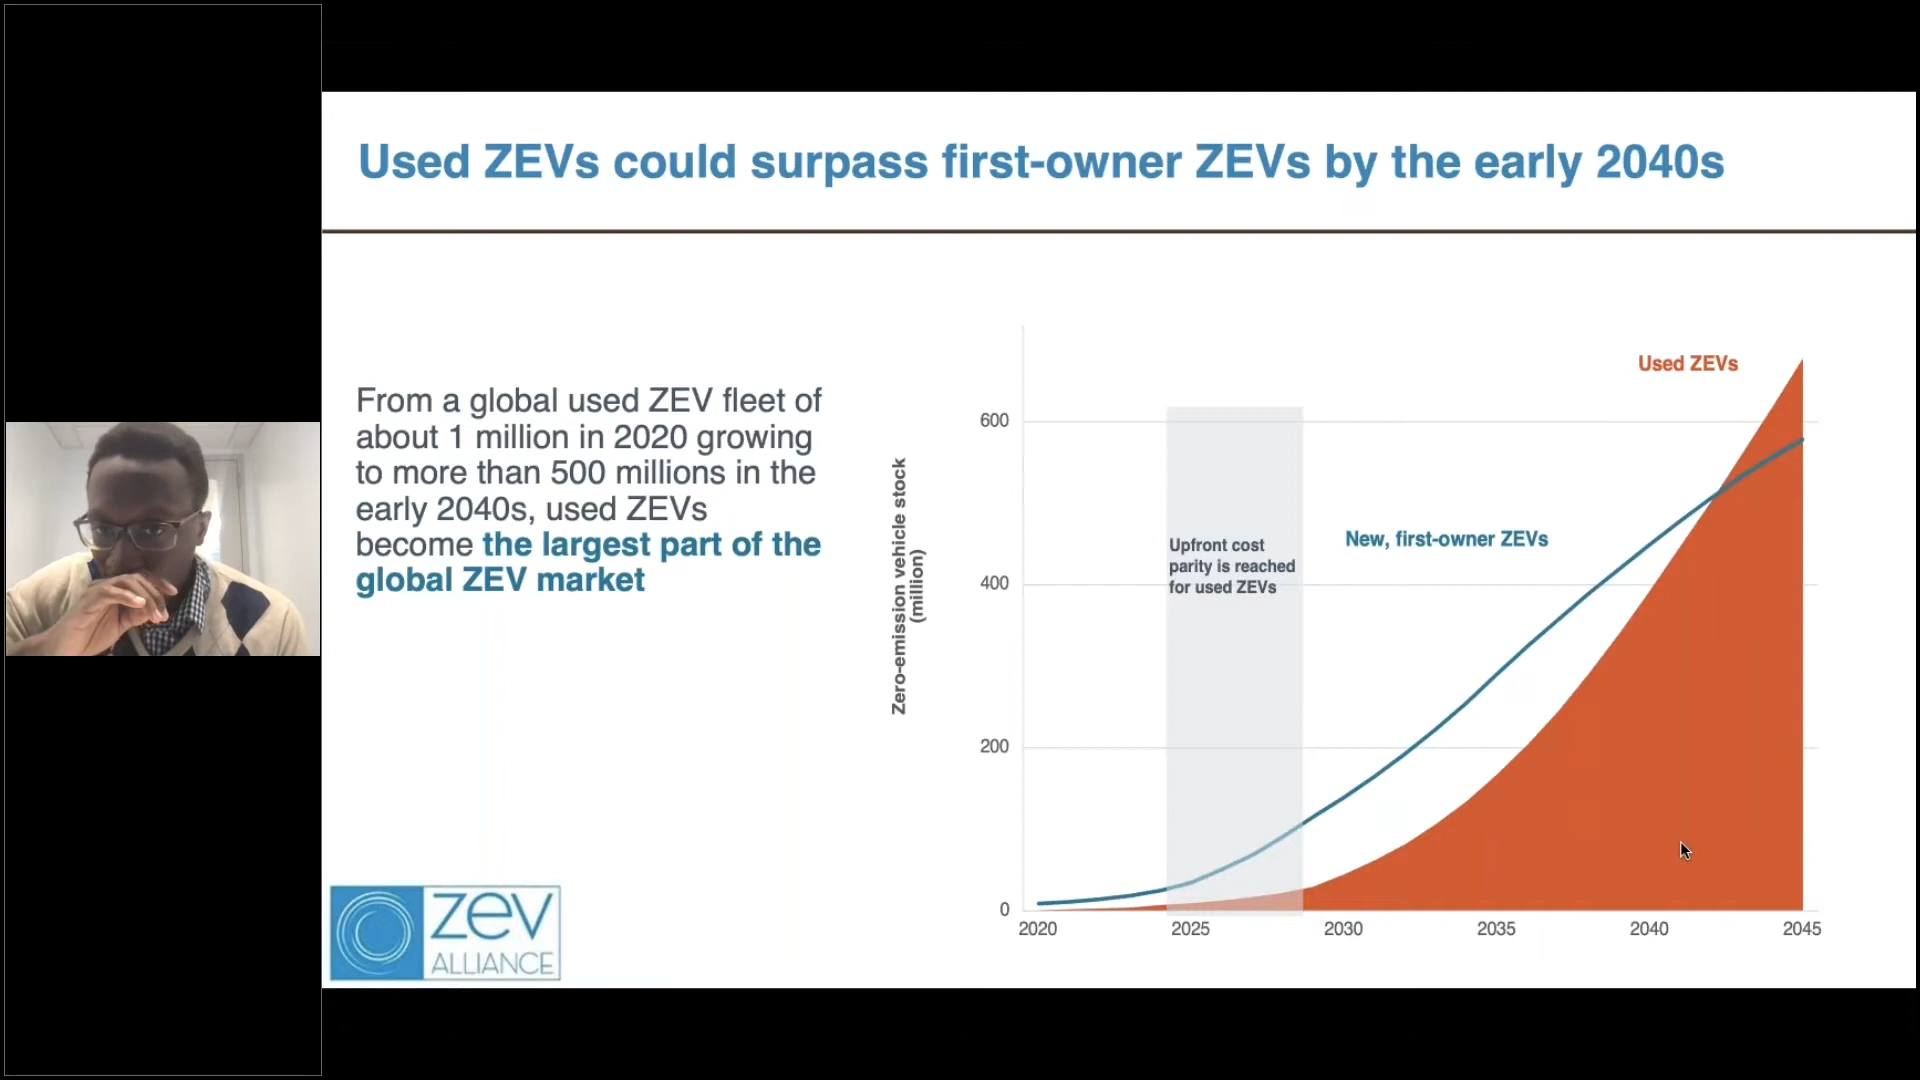 Used ZEVs could surpass first-owner ZEVs by the early 2040s
From a global used ZEV fleet of
about 1 million in 2020 growing
to more than 500 millions in the
early 2040s, used ZEVs
become the largest part of the
global ZEV market
zev
ALLIANCE
Zero-emission vehicle stock
(million)
600
400
200
0
Upfront cost
parity is reached
for used ZEVs
New, first-owner ZEVs
Used ZEVs
2020
2025
2030
2035
2040
2045